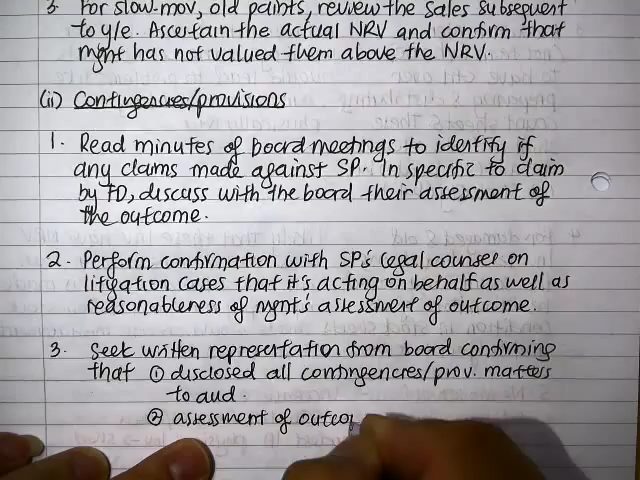 3. For slow-mov, old paints, review the sales subsequent
to y/e. Ascertain the actual NRV and confirm that
mgnt has not valued them above the NRV.
(ii) Contingencies/provisions
1. Read minutes of board meetings to identify if
any claims made against SP. In specific to claim
by FD, discuss with the board their assessment of
the outcome.
2. Perform confirmation with SP's legal counsel on
litigation cases that it's acting on behalf as well as
reasonableness of mgnt's assessment of outcome.
3. Seek written representation from board confirming
that ① disclosed all contingencies/prov. matters
to aud.
② assessment of outco